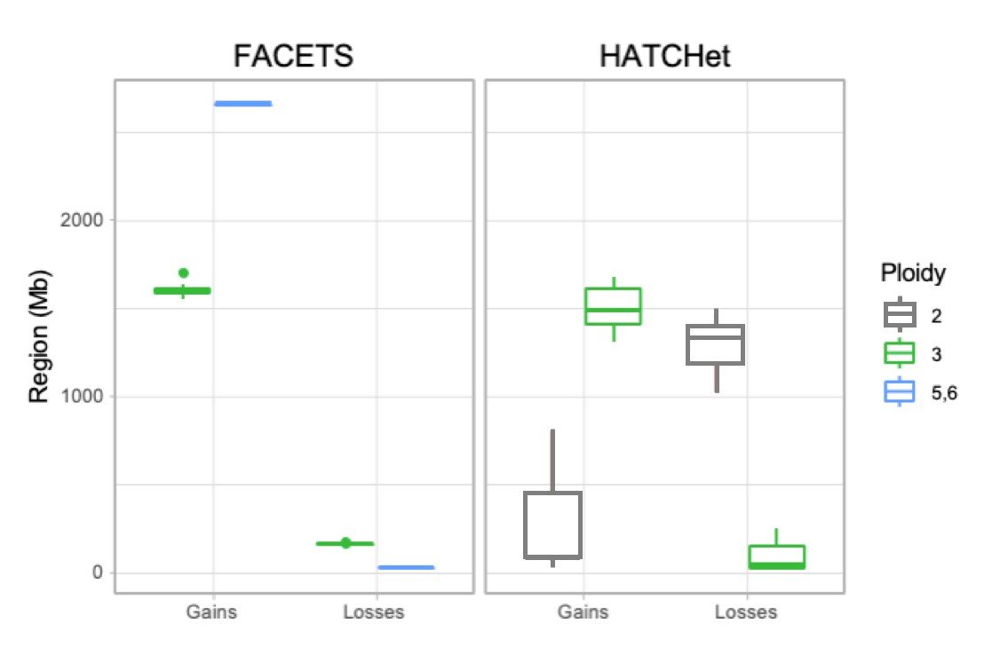 FACETS
HATCHet
Region (Mb)
2000
1000
0
Gains
Losses
Gains
Losses
Ploidy
2
3
5,6